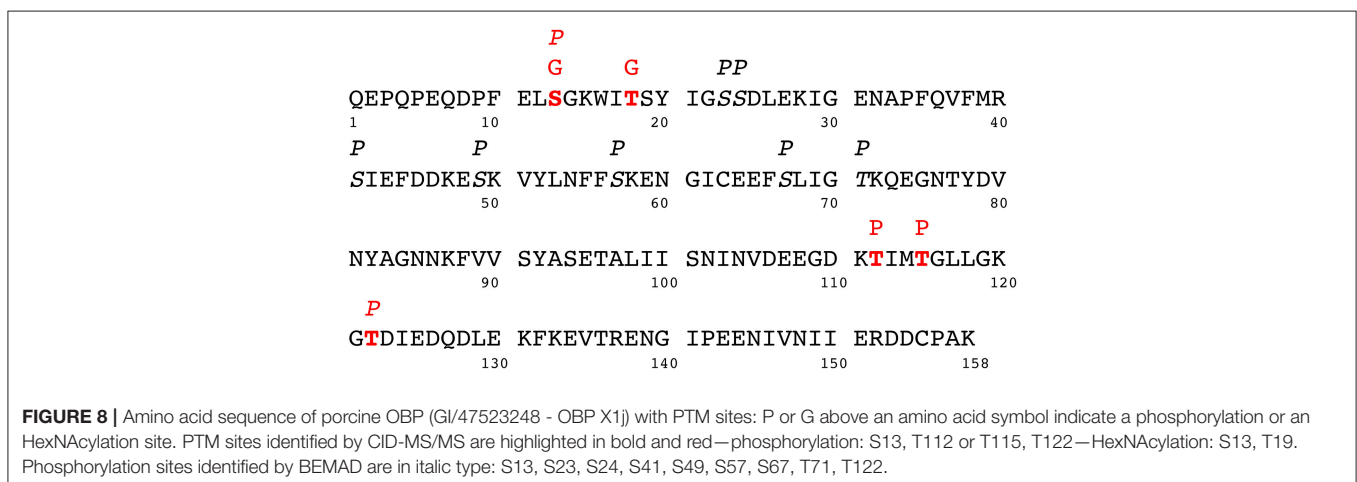 P
G G PP
QEPQPEQDPF ELSGKWITSY IGSSDLEKIG ENAPFQVFMR
1 10 20 30 40
P P P P P
SIEFDDKESK VYLNFFSKEN GICEEFSLIG TKQEGNTYDV
50 60 70 80
P P
NYAGNNKFVV SYASETALII SNINVDEEGD KTIMTGLLGK
90 100 110 120
P
GTDIEDQDLE KFKEVTRENG IPEENIVNII ERDDCPAK
130 140 150 158
FIGURE 8 | Amino acid sequence of porcine OBP (GI/47523248 - OBP X1j) with PTM sites: P or G above an amino acid symbol indicate a phosphorylation or an
HexNAcylation site. PTM sites identified by CID-MS/MS are highlighted in bold and red—phosphorylation: S13, T112 or T115, T122—HexNAcylation: S13, T19.
Phosphorylation sites identified by BEMAD are in italic type: S13, S23, S24, S41, S49, S57, S67, T71, T122.